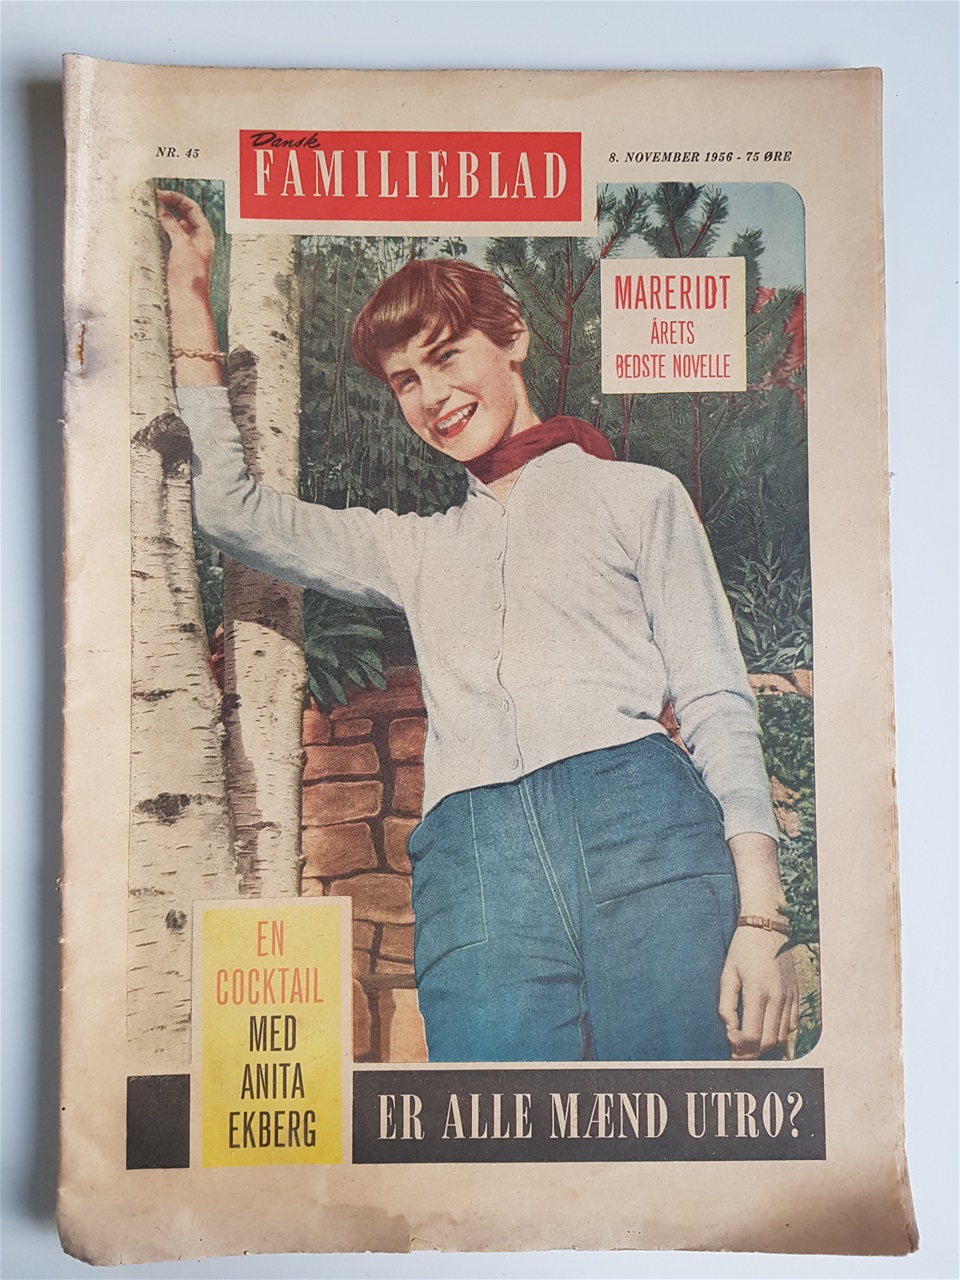 NR. 45
Dansk
FAMILIEBLAD
8. NOVEMBER 1956 - 75 ØRE
MARERIDT
ÅRETS
BEDSTE NOVELLE
EN
COCKTAIL
MED
ANITA
EKBERG
ER ALLE MÆND UTRO?